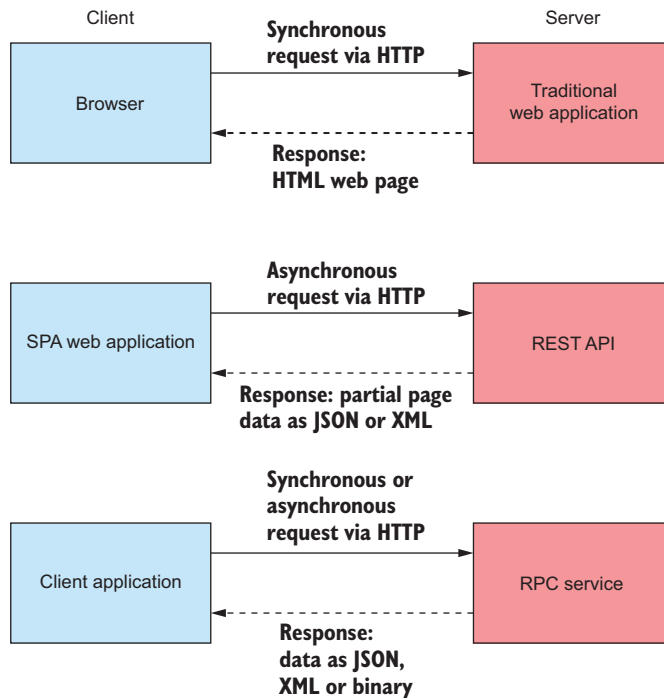 Client
Server
Synchronous
request via HTTP
Browser
Traditional
web application
Response:
HTML web page
Asynchronous
request via HTTP
SPA web application
REST API
Response: partial page
data as JSON or XML
Synchronous or
asynchronous
request via HTTP
Client application
RPC service
Response:
data as JSON,
XML or binary